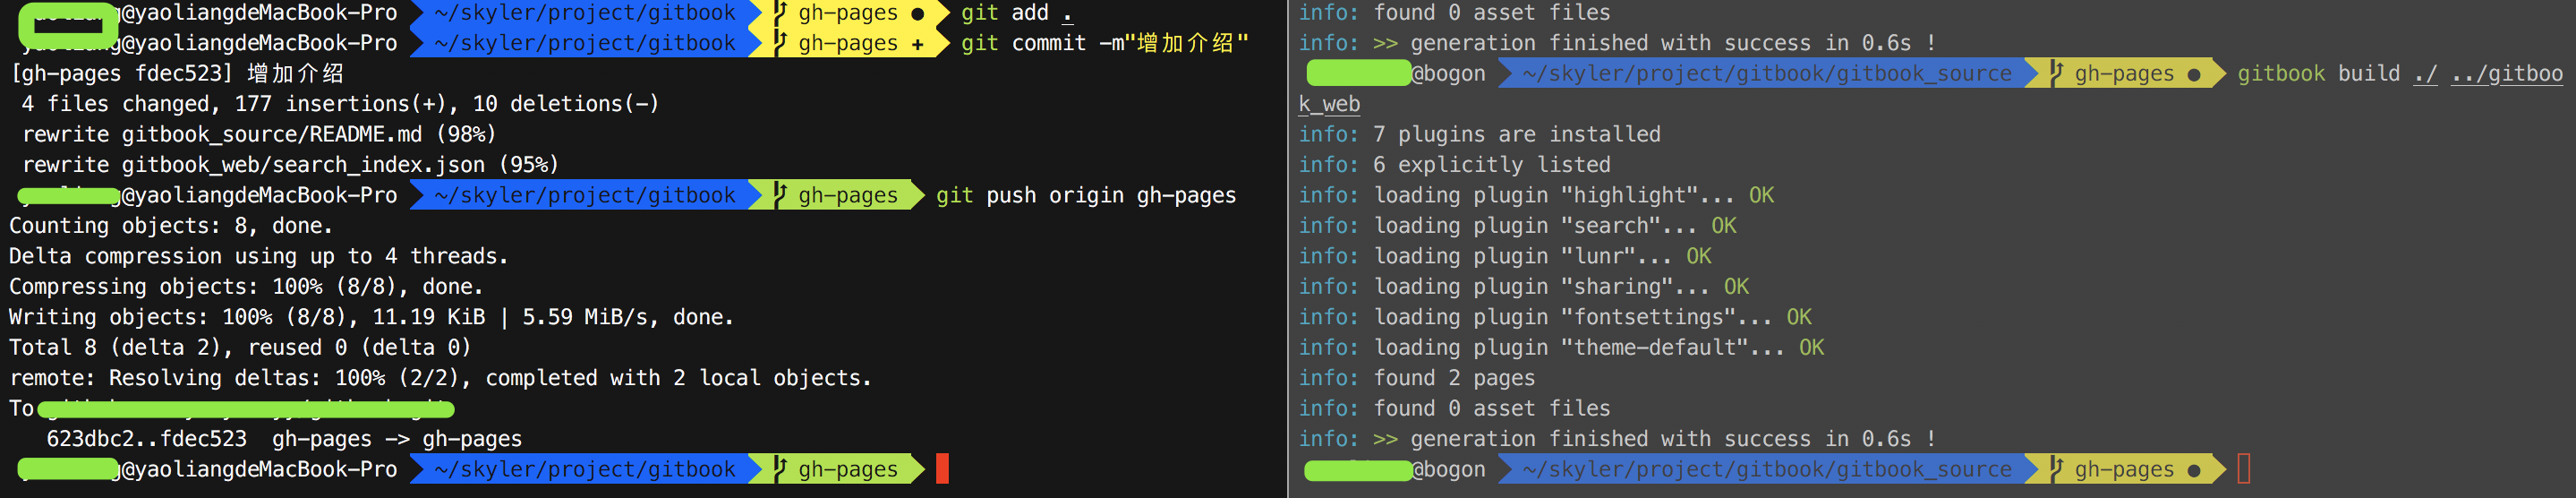 @yaoliangdeMacBook-Pro ~/skyler/project/gitbook gh-pages ● git add .
@yaoliangdeMacBook-Pro ~/skyler/project/gitbook gh-pages + git commit -m"增加介绍"
[gh-pages fdec523] 增加介绍
4 files changed, 177 insertions(+), 10 deletions(-)
rewrite gitbook_source/README.md (98%)
rewrite gitbook_web/search_index.json (95%)
@yaoliangdeMacBook-Pro ~/skyler/project/gitbook gh-pages git push origin gh-pages
Counting objects: 8, done.
Delta compression using up to 4 threads.
Compressing objects: 100% (8/8), done.
Writing objects: 100% (8/8), 11.19 KiB | 5.59 MiB/s, done.
Total 8 (delta 2), reused 0 (delta 0)
remote: Resolving deltas: 100% (2/2), completed with 2 local objects.
To
623dbc2..fdec523 gh-pages -> gh-pages
@yaoliangdeMacBook-Pro ~/skyler/project/gitbook gh-pages
info: found 0 asset files
info: >> generation finished with success in 0.6s !
@bogon ~/skyler/project/gitbook/gitbook_source gh-pages ● gitbook build ./ ../gitboo
k_web
info: 7 plugins are installed
info: 6 explicitly listed
info: loading plugin "highlight"... OK
info: loading plugin "search"... OK
info: loading plugin "lunr"... OK
info: loading plugin "sharing"... OK
info: loading plugin "fontsettings"... OK
info: loading plugin "theme-default"... OK
info: found 2 pages
info: found 0 asset files
info: >> generation finished with success in 0.6s !
@bogon ~/skyler/project/gitbook/gitbook_source gh-pages ●